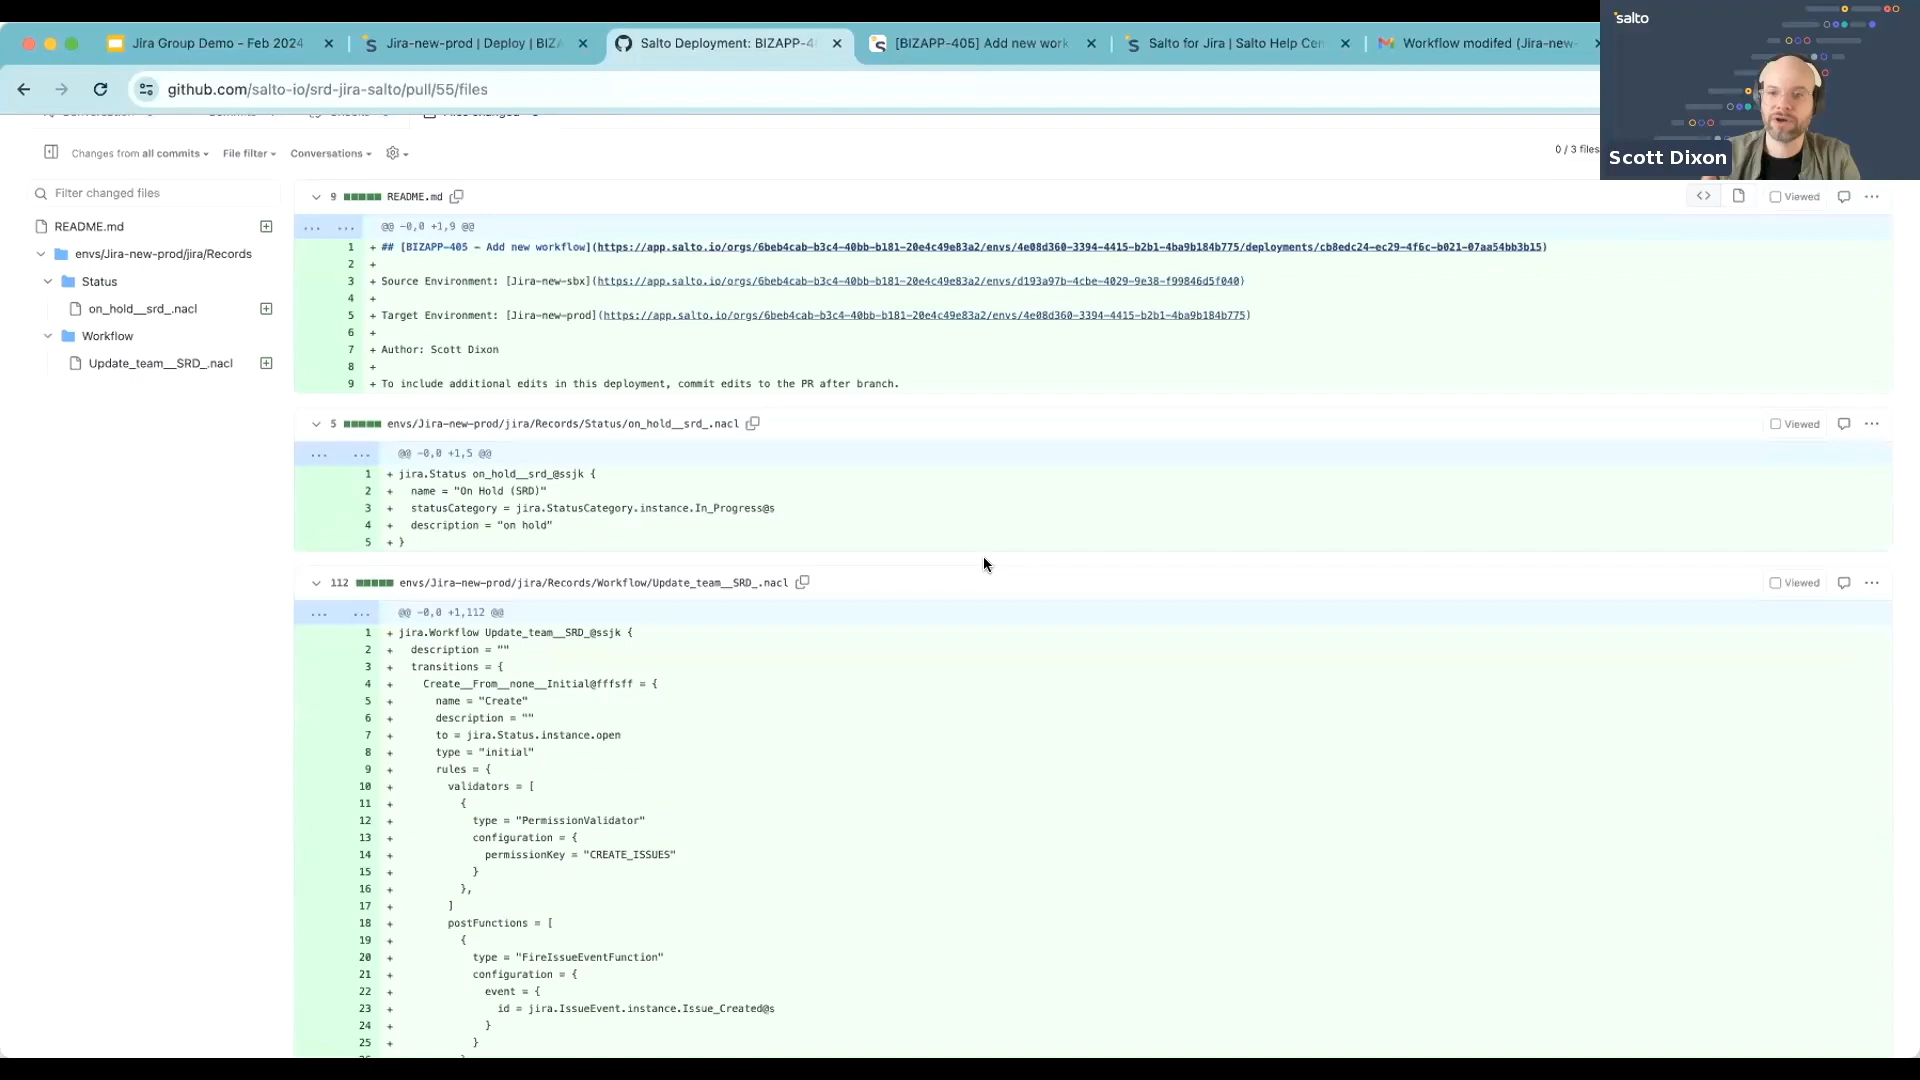 Jira Group Demo - Feb 2024
Jira-new-prod | Deploy | BIZA
Salto Deployment: BIZAPP-4
[BIZAPP-405] Add new work
Salto for Jira | Salto Help Cen
Workflow modifed (Jira-new-
salto
github.com/salto-io/srd-jira-salto/pull/55/files
Scott Dixon
Changes from all commits
File filter
Conversations
0 / 3 files
Filter changed files
README.md
envs/Jira-new-prod/jira/Records
Status
on_hold__srd_.nacl
Workflow
Update_team__SRD_.nacl
9 README.md
Viewed
@@ -0,0 +1,9 @@
1 + ## [BIZAPP-405 - Add new workflow](https://app.salto.io/orgs/6beb4cab-b3c4-40bb-b181-20e4c49e83a2/envs/4e08d360-3394-4415-b2b1-4ba9b184b775/deployments/cb8edc24-ec29-4f6c-b021-07aa54bb3b15)
2 +
3 + Source Environment: [Jira-new-sbx](https://app.salto.io/orgs/6beb4cab-b3c4-40bb-b181-20e4c49e83a2/envs/d193a97b-4cbe-4029-9e38-f99846d5f040)
4 +
5 + Target Environment: [Jira-new-prod](https://app.salto.io/orgs/6beb4cab-b3c4-40bb-b181-20e4c49e83a2/envs/4e08d360-3394-4415-b2b1-4ba9b184b775)
6 +
7 + Author: Scott Dixon
8 +
9 + To include additional edits in this deployment, commit edits to the PR after branch.
5 envs/Jira-new-prod/jira/Records/Status/on_hold__srd_.nacl
Viewed
@@ -0,0 +1,5 @@
1 + jira.Status on_hold__srd_@ssjk {
2 + name = "On Hold (SRD)"
3 + statusCategory = jira.StatusCategory.instance.In_Progress@s
4 + description = "on hold"
5 + }
112 envs/Jira-new-prod/jira/Records/Workflow/Update_team__SRD_.nacl
Viewed
@@ -0,0 +1,112 @@
1 + jira.Workflow Update_team__SRD_@ssjk {
2 + description = ""
3 + transitions = {
4 + Create__From__none__Initial@fffsff = {
5 + name = "Create"
6 + description = ""
7 + to = jira.Status.instance.open
8 + type = "initial"
9 + rules = {
10 + validators = [
11 + {
12 + type = "PermissionValidator"
13 + configuration = {
14 + permissionKey = "CREATE_ISSUES"
15 + }
16 + },
17 + ]
18 + postFunctions = [
19 + {
20 + type = "FireIssueEventFunction"
21 + configuration = {
22 + event = {
23 + id = jira.IssueEvent.instance.Issue_Created@s
24 + }
25 + }